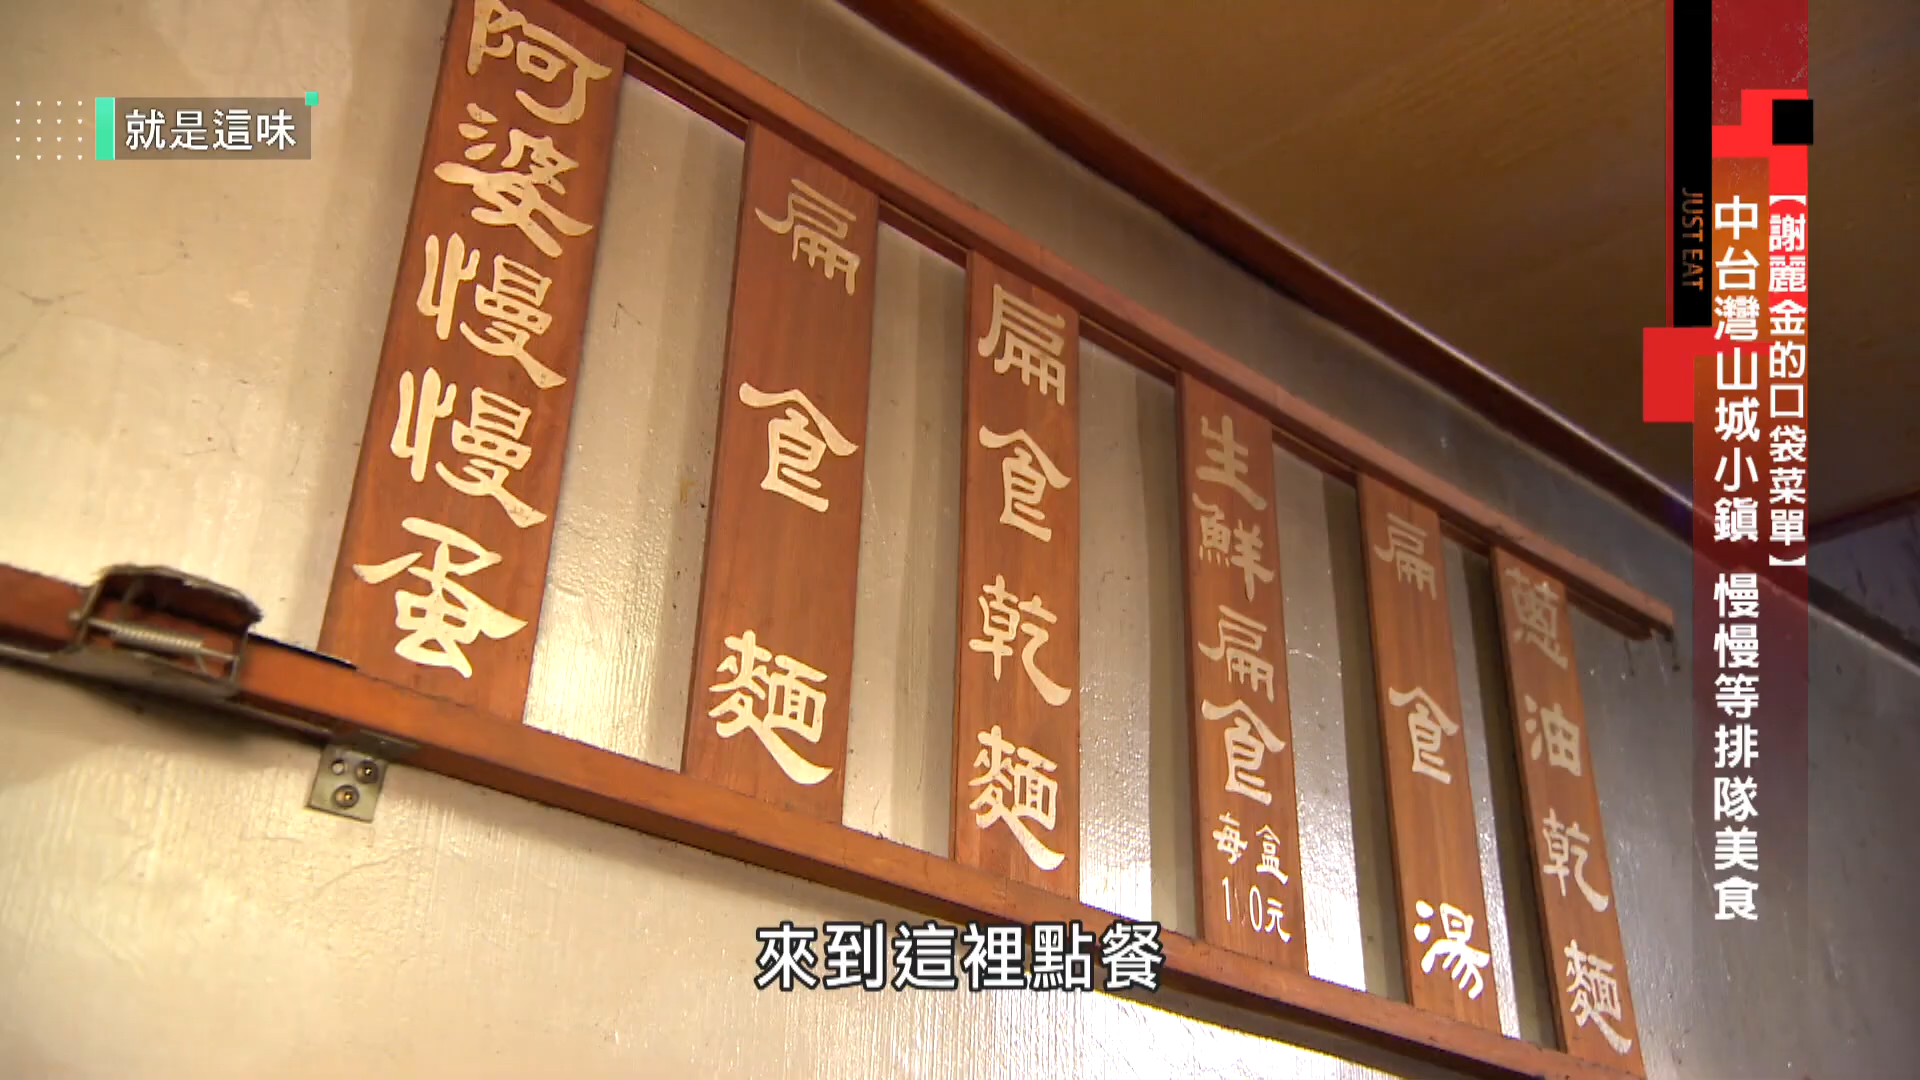 就是這味
JUST EAT
【謝麗金的口袋菜單】
中台灣山城小鎮 慢慢等排隊美食
阿婆慢慢蛋
扁食麵
扁食乾麵
生鮮扁食
每盒
10元
扁食湯
蔥油乾麵
來到這裡點餐